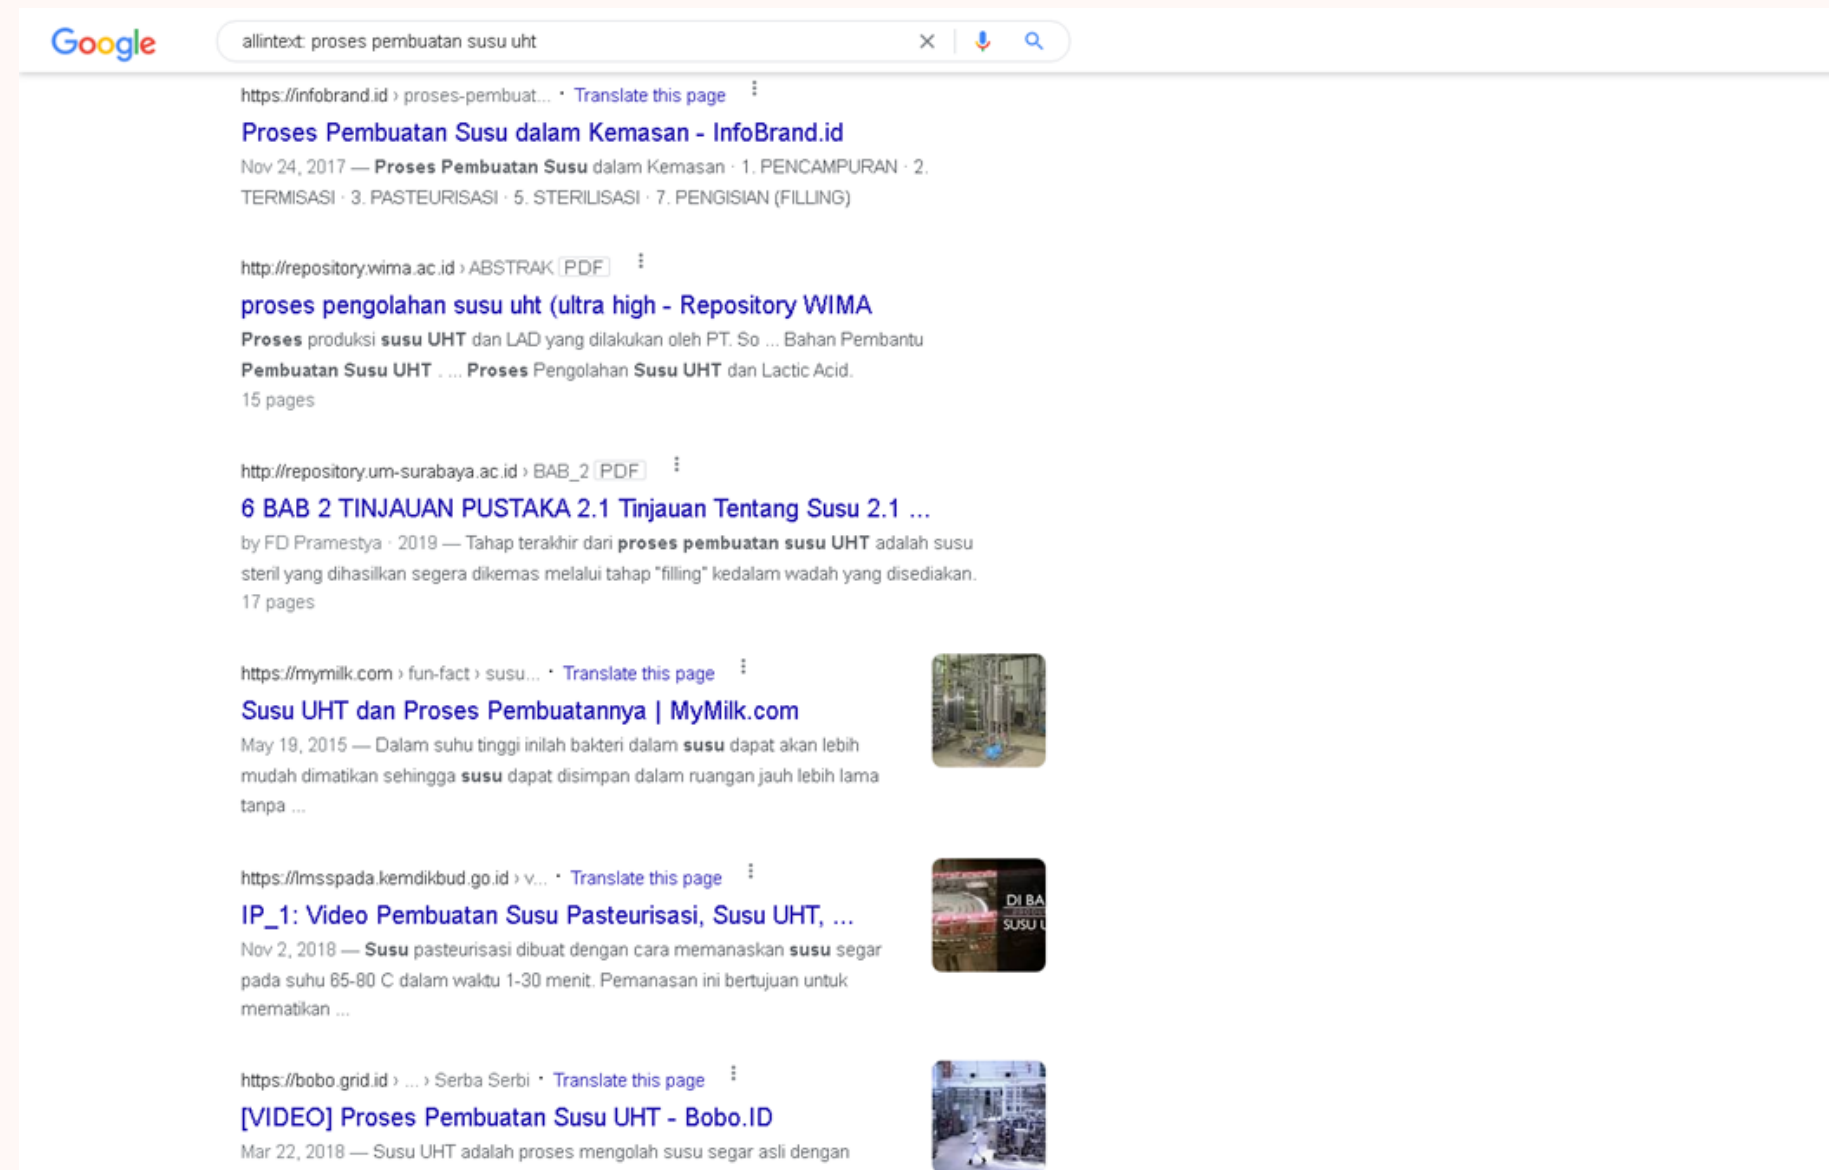 Google
allintext: proses pembuatan susu uht
https://infobrand.id › proses-pembuat... · Translate this page
Proses Pembuatan Susu dalam Kemasan - InfoBrand.id
Nov 24, 2017 — Proses Pembuatan Susu dalam Kemasan · 1. PENCAMPURAN · 2.
TERMISASI · 3. PASTEURISASI · 5. STERILISASI · 7. PENGISIAN (FILLING)
http://repository.wima.ac.id › ABSTRAK PDF
proses pengolahan susu uht (ultra high - Repository WIMA
Proses produksi susu UHT dan LAD yang dilakukan oleh PT. So ... Bahan Pembantu
Pembuatan Susu UHT . ... Proses Pengolahan Susu UHT dan Lactic Acid.
15 pages
http://repository.um-surabaya.ac.id › BAB_2 PDF
6 BAB 2 TINJAUAN PUSTAKA 2.1 Tinjauan Tentang Susu 2.1 ...
by FD Pramestya · 2019 — Tahap terakhir dari proses pembuatan susu UHT adalah susu
steril yang dihasilkan segera dikemas melalui tahap "filling" kedalam wadah yang disediakan.
17 pages
https://mymilk.com › fun-fact › susu... · Translate this page
Susu UHT dan Proses Pembuatannya | MyMilk.com
May 19, 2015 — Dalam suhu tinggi inilah bakteri dalam susu dapat akan lebih
mudah dimatikan sehingga susu dapat disimpan dalam ruangan jauh lebih lama
tanpa ...
https://lmsspada.kemdikbud.go.id › v... · Translate this page
IP_1: Video Pembuatan Susu Pasteurisasi, Susu UHT, ...
Nov 2, 2018 — Susu pasteurisasi dibuat dengan cara memanaskan susu segar
pada suhu 65-80 C dalam waktu 1-30 menit. Pemanasan ini bertujuan untuk
mematikan ...
DI BA
SUSU U
https://bobo.grid.id › ... › Serba Serbi · Translate this page
[VIDEO] Proses Pembuatan Susu UHT - Bobo.ID
Mar 22, 2018 — Susu UHT adalah proses mengolah susu segar asli dengan